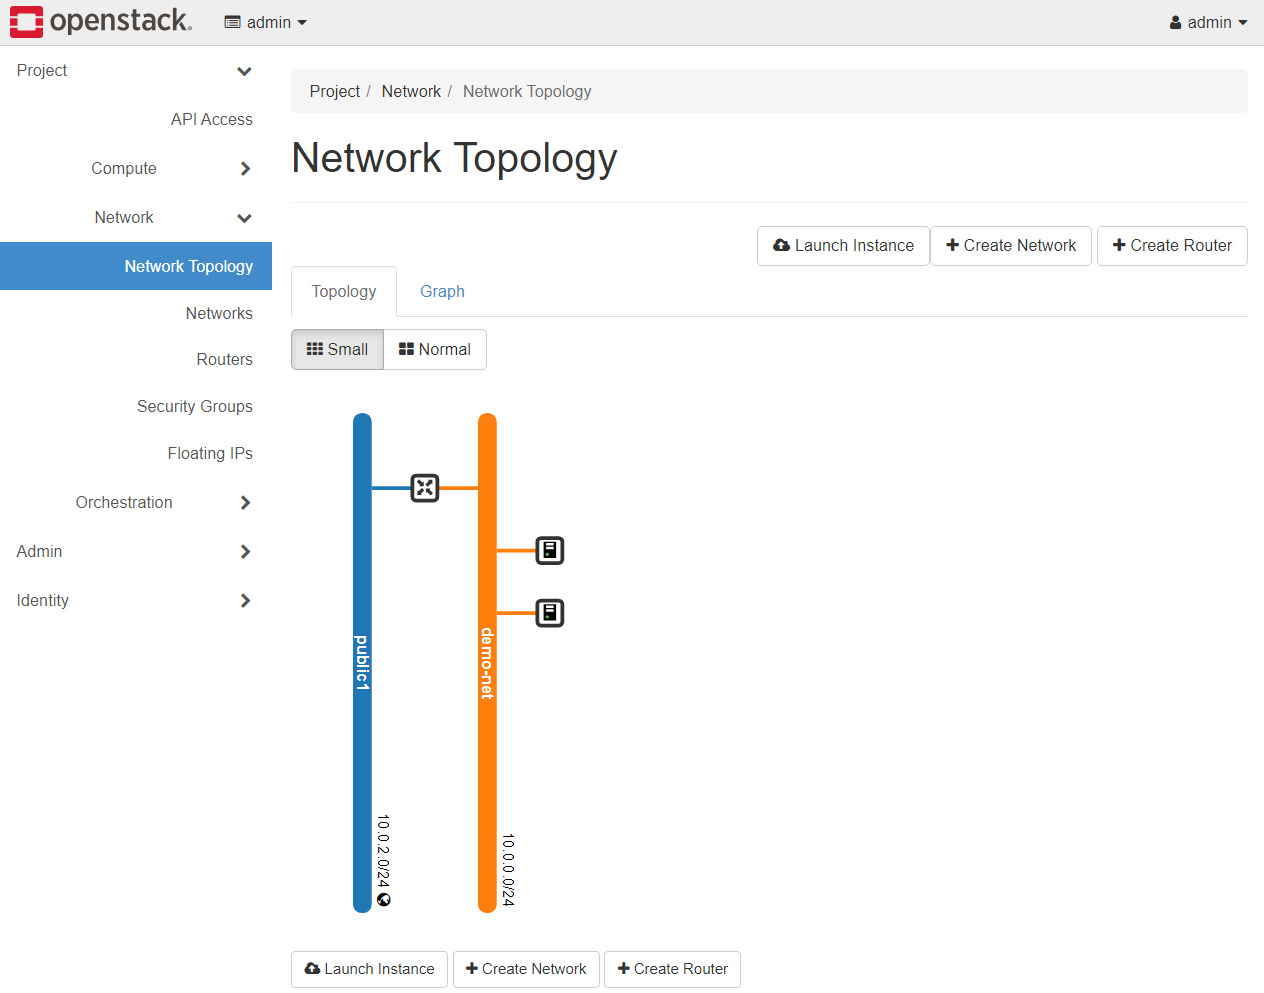 openstack. admin admin
Project
API Access
Compute
Network
Network Topology
Networks
Routers
Security Groups
Floating IPs
Orchestration
Admin
Identity
Project / Network / Network Topology
Network Topology
Launch Instance Create Network Create Router
Topology Graph
Small Normal
public1
10.0.2.0/24
demo-net
10.0.0.0/24
Launch Instance Create Network Create Router